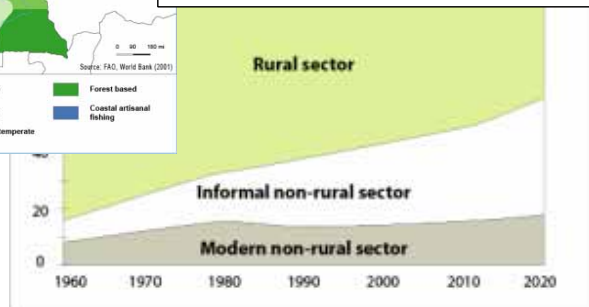 0 90 180 mi
Source: FAO, World Bank (2001)
Forest based
Coastal artisanal
fishing
temperate
Rural sector
Informal non-rural sector
Modern non-rural sector
20
0
1960 1970 1980 1990 2000 2010 2020